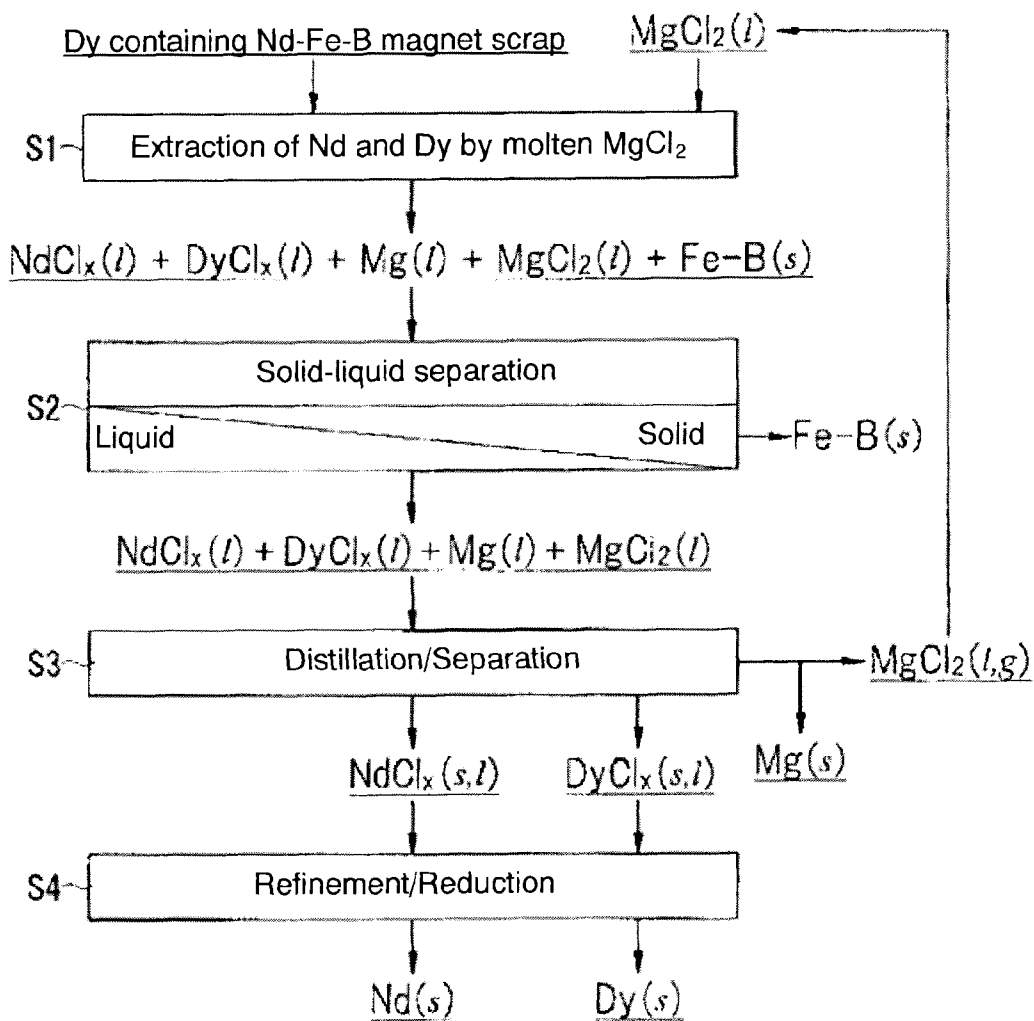 Dy containing Nd-Fe-B magnet scrap
MgCl₂(l)
S1
Extraction of Nd and Dy by molten MgCl₂
NdClₓ(l) + DyClₓ(l) + Mg(l) + MgCl₂(l) + Fe-B(s)
S2
Solid-liquid separation
Liquid
Solid
Fe-B(s)
NdClₓ(l) + DyClₓ(l) + Mg(l) + MgCl₂(l)
S3
Distillation/Separation
MgCl₂(l,g)
Mg(s)
NdClₓ(s,l)
DyClₓ(s,l)
S4
Refinement/Reduction
Nd(s)
Dy(s)